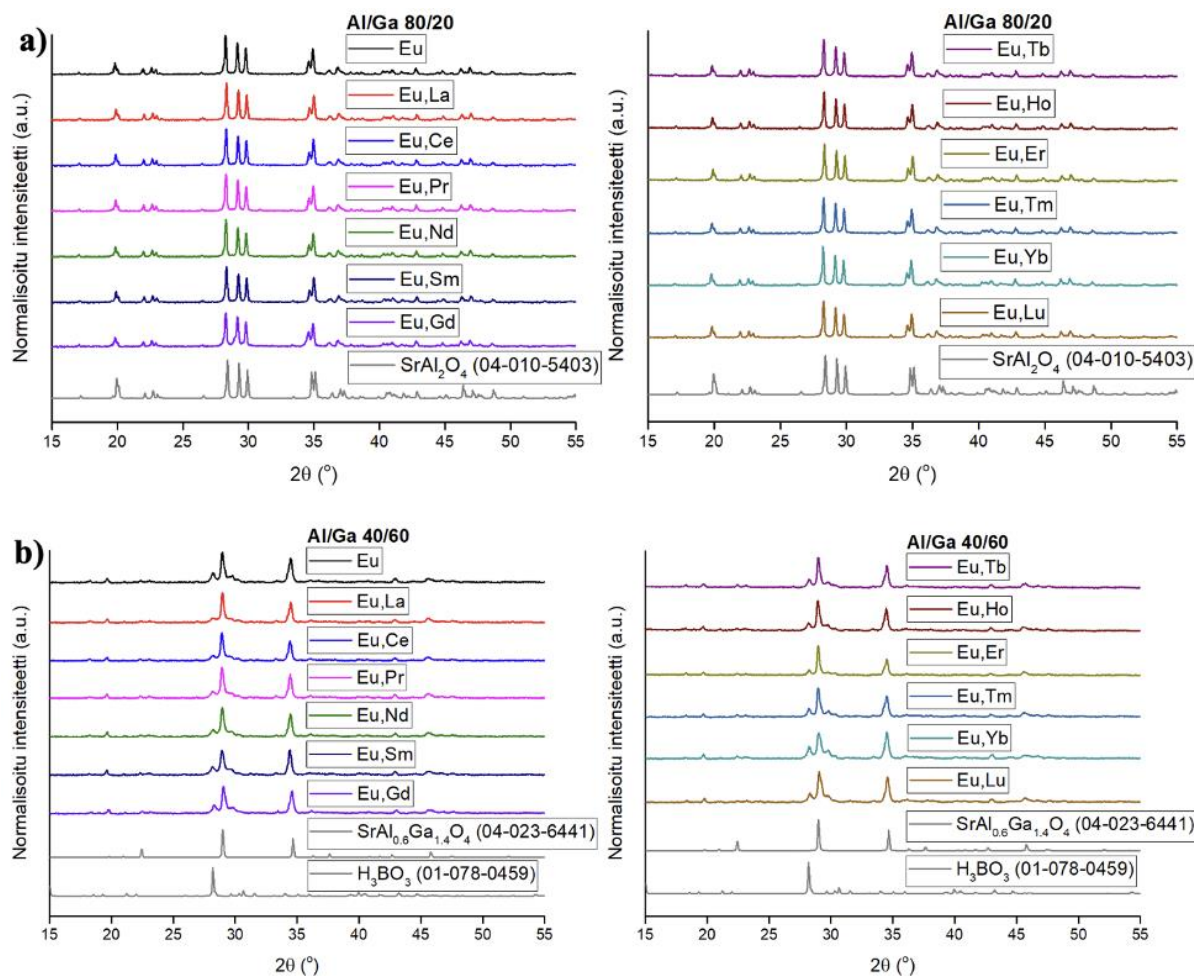 a)
Al/Ga 80/20
Eu
Eu,La
Eu,Ce
Eu,Pr
Eu,Nd
Eu,Sm
Eu,Gd
SrAl₂O₄ (04-010-5403)
Normalisoitu intensiteetti (a.u.)
15 20 25 30 35 40 45 50 55
2θ (°)
Al/Ga 80/20
Eu,Tb
Eu,Ho
Eu,Er
Eu,Tm
Eu,Yb
Eu,Lu
SrAl₂O₄ (04-010-5403)
Normalisoitu intensiteetti (a.u.)
15 20 25 30 35 40 45 50 55
2θ (°)
b)
Al/Ga 40/60
Eu
Eu,La
Eu,Ce
Eu,Pr
Eu,Nd
Eu,Sm
Eu,Gd
SrAl₀.₆Ga₁.₄O₄ (04-023-6441)
H₃BO₃ (01-078-0459)
Normalisoitu intensiteetti (a.u.)
15 20 25 30 35 40 45 50 55
2θ (°)
Al/Ga 40/60
Eu,Tb
Eu,Ho
Eu,Er
Eu,Tm
Eu,Yb
Eu,Lu
SrAl₀.₆Ga₁.₄O₄ (04-023-6441)
H₃BO₃ (01-078-0459)
Normalisoitu intensiteetti (a.u.)
15 20 25 30 35 40 45 50 55
2θ (°)